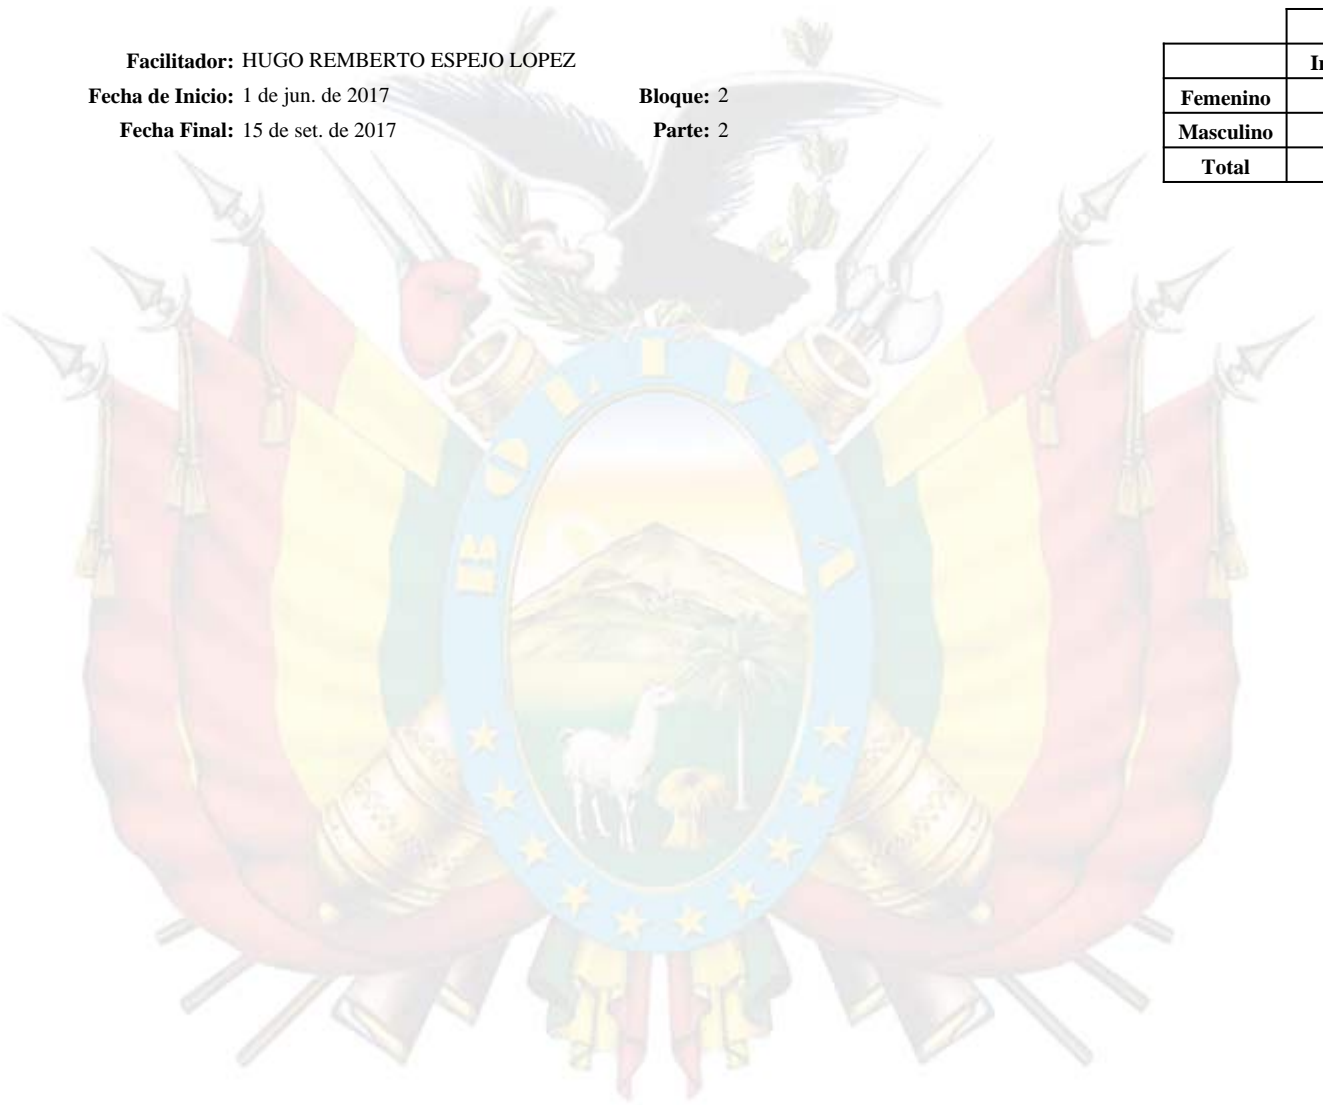 Facilitador: HUGO REMBERTO ESPEJO LOPEZ
Fecha de Inicio: 1 de jun. de 2017 Bloque: 2
Fecha Final: 15 de set. de 2017 Parte: 2
Femenino
Masculino
Total
BOLIVIA